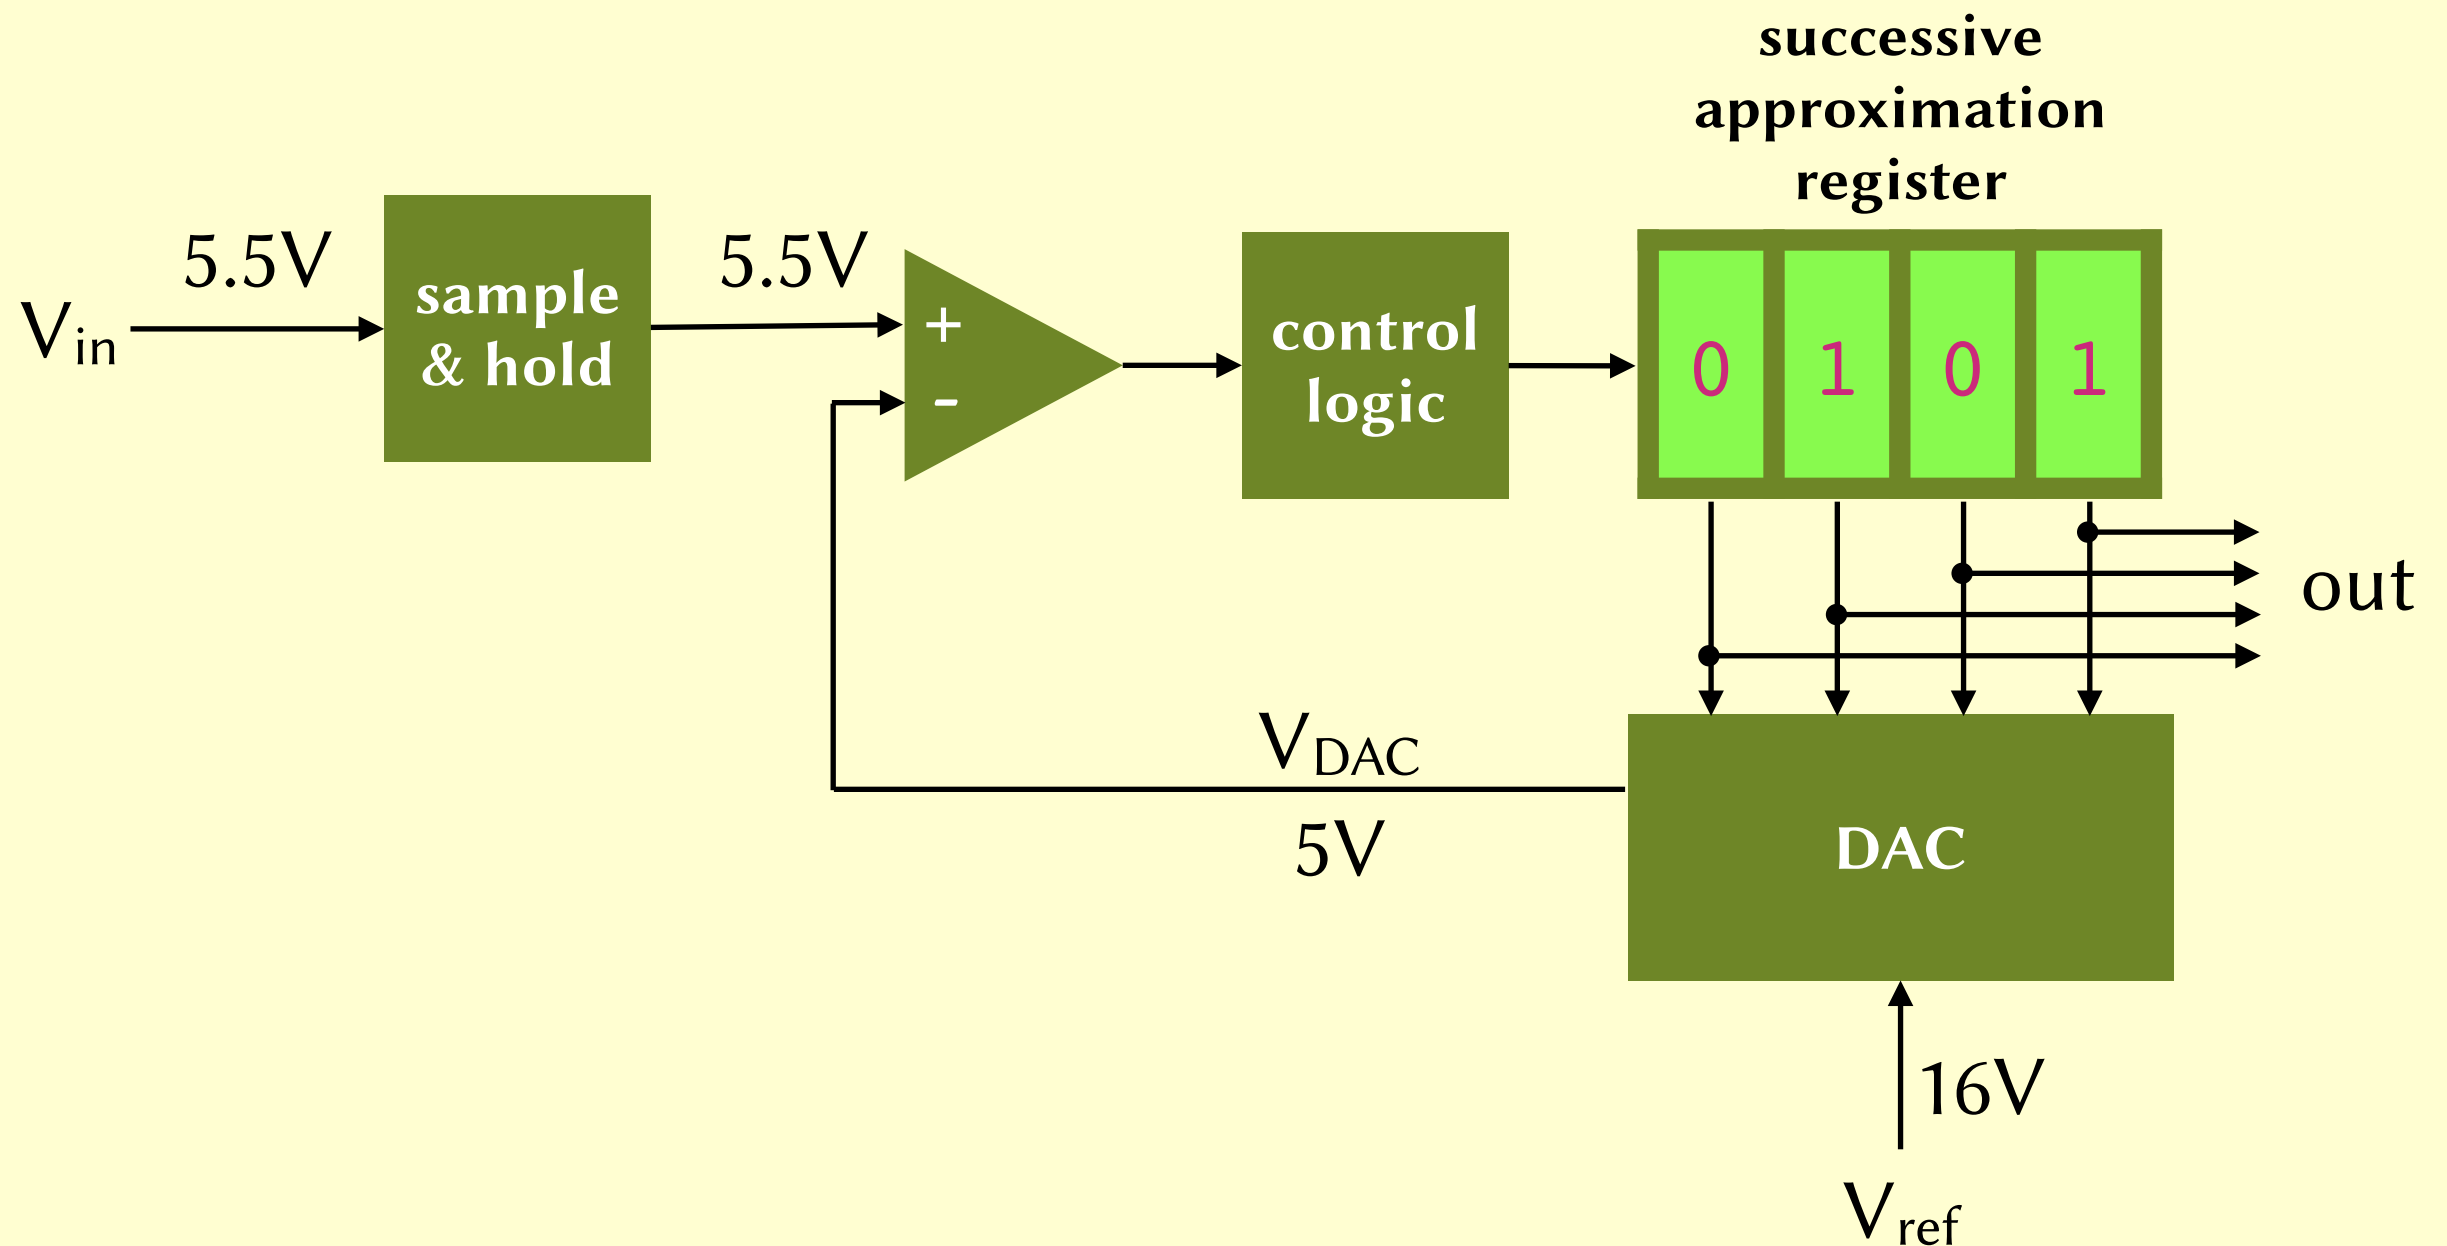 successive
approximation
register
5.5V
5.5V
Vin
sample
& hold
+
-
control
logic
0 1 0 1
out
VDAC
5V
DAC
16V
Vref